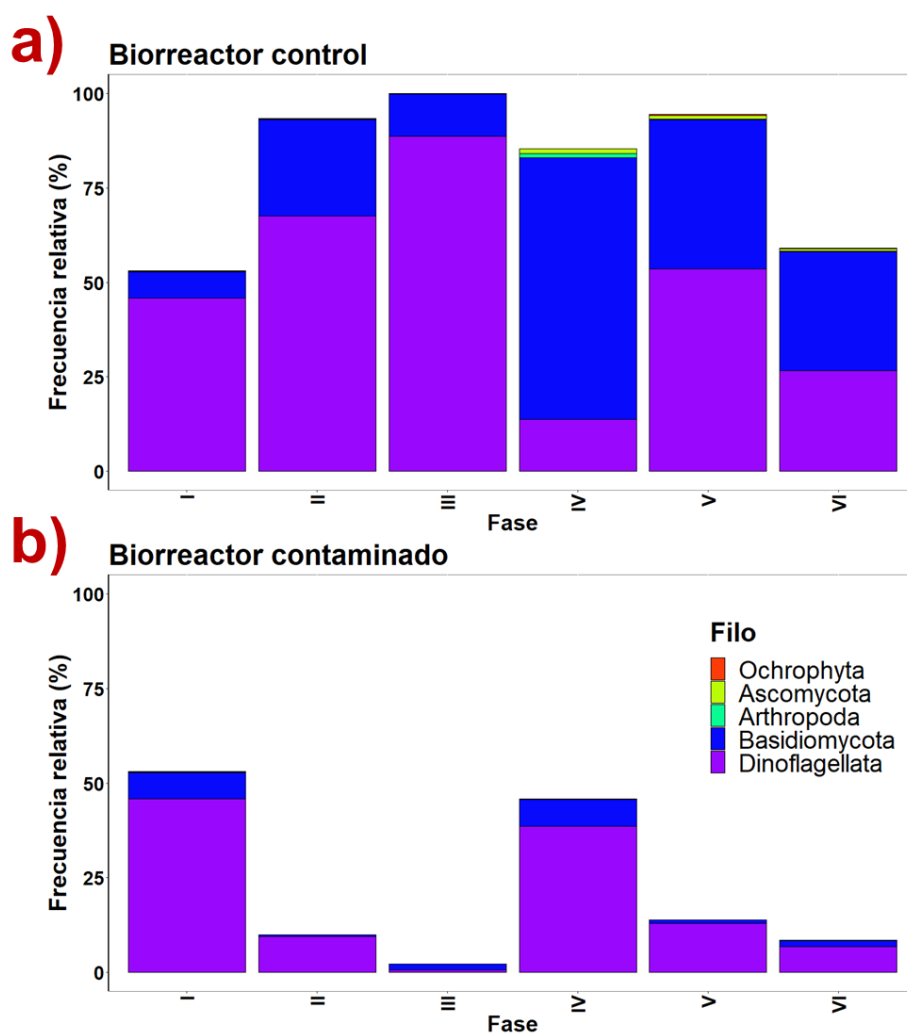 a)
Biorreactor control
Frecuencia relativa (%)
100
75
50
25
0
I II III IV V VI
Fase
b)
Biorreactor contaminado
Frecuencia relativa (%)
100
75
50
25
0
Filo
Ochrophyta
Ascomycota
Arthropoda
Basidiomycota
Dinoflagellata
I II III IV V VI
Fase